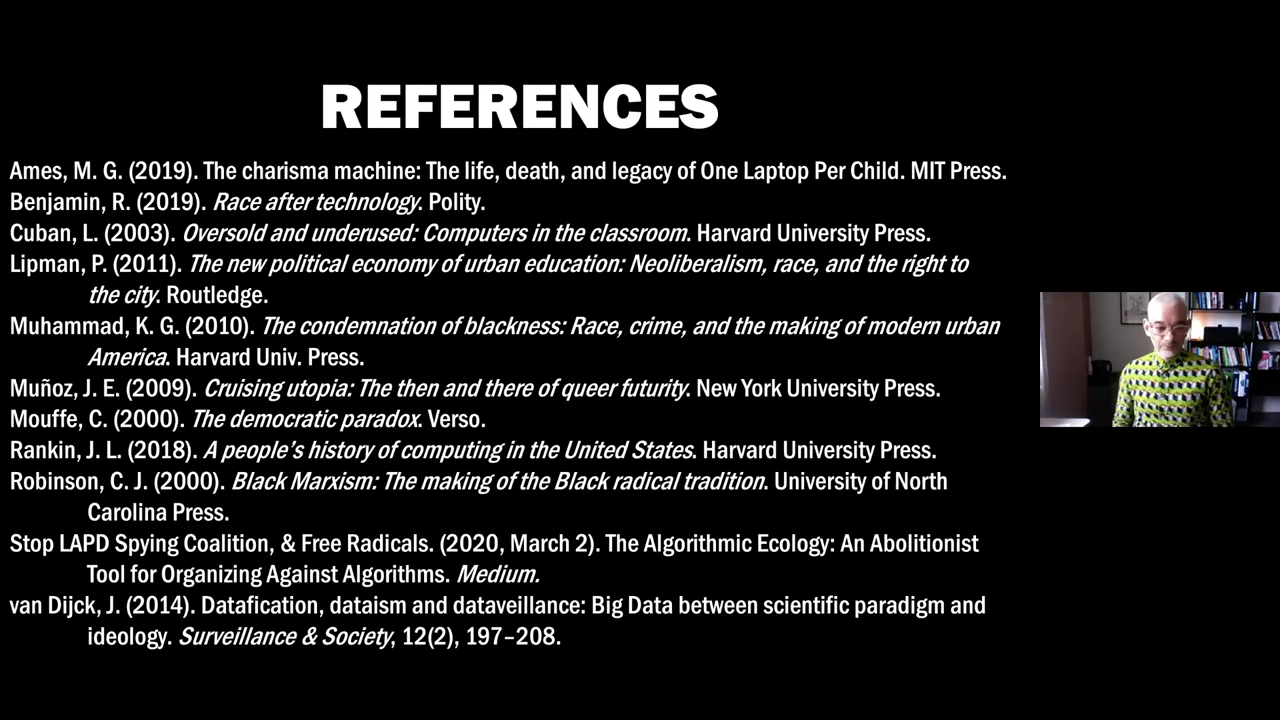 REFERENCES
Ames, M. G. (2019). The charisma machine: The life, death, and legacy of One Laptop Per Child. MIT Press.
Benjamin, R. (2019). Race after technology. Polity.
Cuban, L. (2003). Oversold and underused: Computers in the classroom. Harvard University Press.
Lipman, P. (2011). The new political economy of urban education: Neoliberalism, race, and the right to
the city. Routledge.
Muhammad, K. G. (2010). The condemnation of blackness: Race, crime, and the making of modern urban
America. Harvard Univ. Press.
Muñoz, J. E. (2009). Cruising utopia: The then and there of queer futurity. New York University Press.
Mouffe, C. (2000). The democratic paradox. Verso.
Rankin, J. L. (2018). A people’s history of computing in the United States. Harvard University Press.
Robinson, C. J. (2000). Black Marxism: The making of the Black radical tradition. University of North
Carolina Press.
Stop LAPD Spying Coalition, & Free Radicals. (2020, March 2). The Algorithmic Ecology: An Abolitionist
Tool for Organizing Against Algorithms. Medium.
van Dijck, J. (2014). Datafication, dataism and dataveillance: Big Data between scientific paradigm and
ideology. Surveillance & Society, 12(2), 197–208.